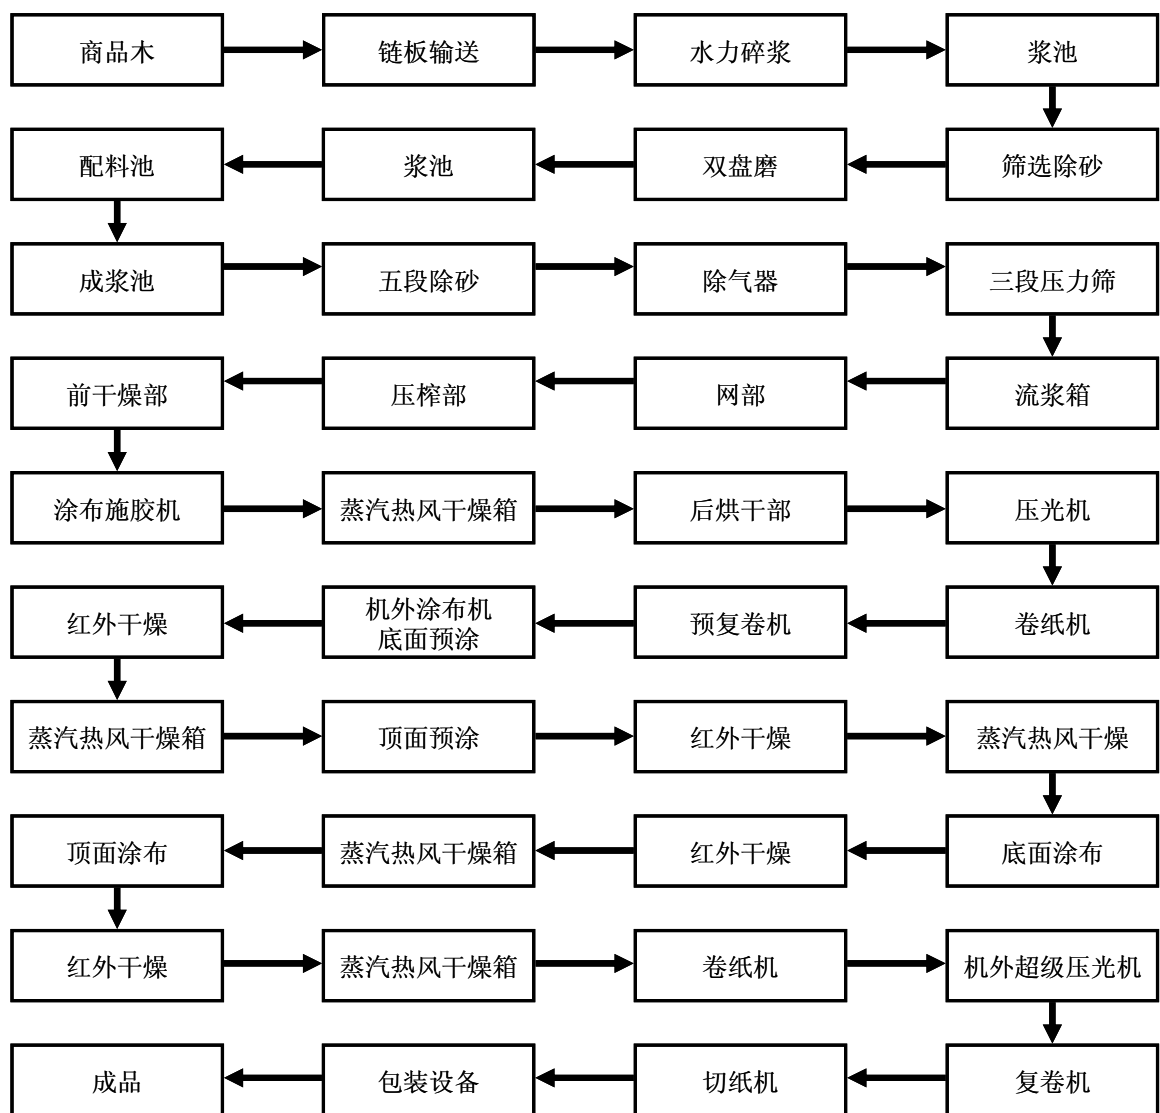 商品木
链板输送
水力碎浆
浆池
筛选除砂
双盘磨
浆池
配料池
成浆池
五段除砂
除气器
三段压力筛
流浆箱
网部
压榨部
前干燥部
涂布施胶机
蒸汽热风干燥箱
后烘干部
压光机
卷纸机
预复卷机
机外涂布机
底面预涂
红外干燥
蒸汽热风干燥箱
顶面预涂
红外干燥
蒸汽热风干燥
底面涂布
红外干燥
蒸汽热风干燥箱
顶面涂布
红外干燥
蒸汽热风干燥箱
卷纸机
机外超级压光机
复卷机
切纸机
包装设备
成品